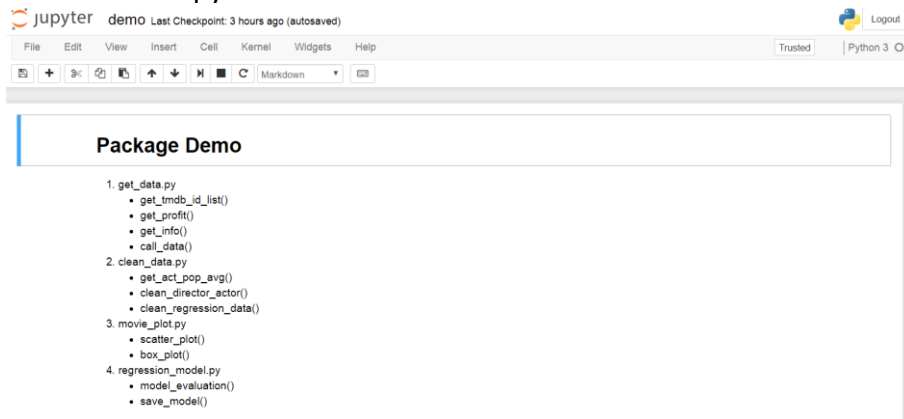 jupyter demo Last Checkpoint: 3 hours ago (autosaved)
Logout
File Edit View Insert Cell Kernel Widgets Help
Trusted
Python 3
Markdown
Package Demo
1. get_data.py
• get_tmdb_id_list()
• get_profit()
• get_info()
• call_data()
2. clean_data.py
• get_act_pop_avg()
• clean_director_actor()
• clean_regression_data()
3. movie_plot.py
• scatter_plot()
• box_plot()
4. regression_model.py
• model_evaluation()
• save_model()